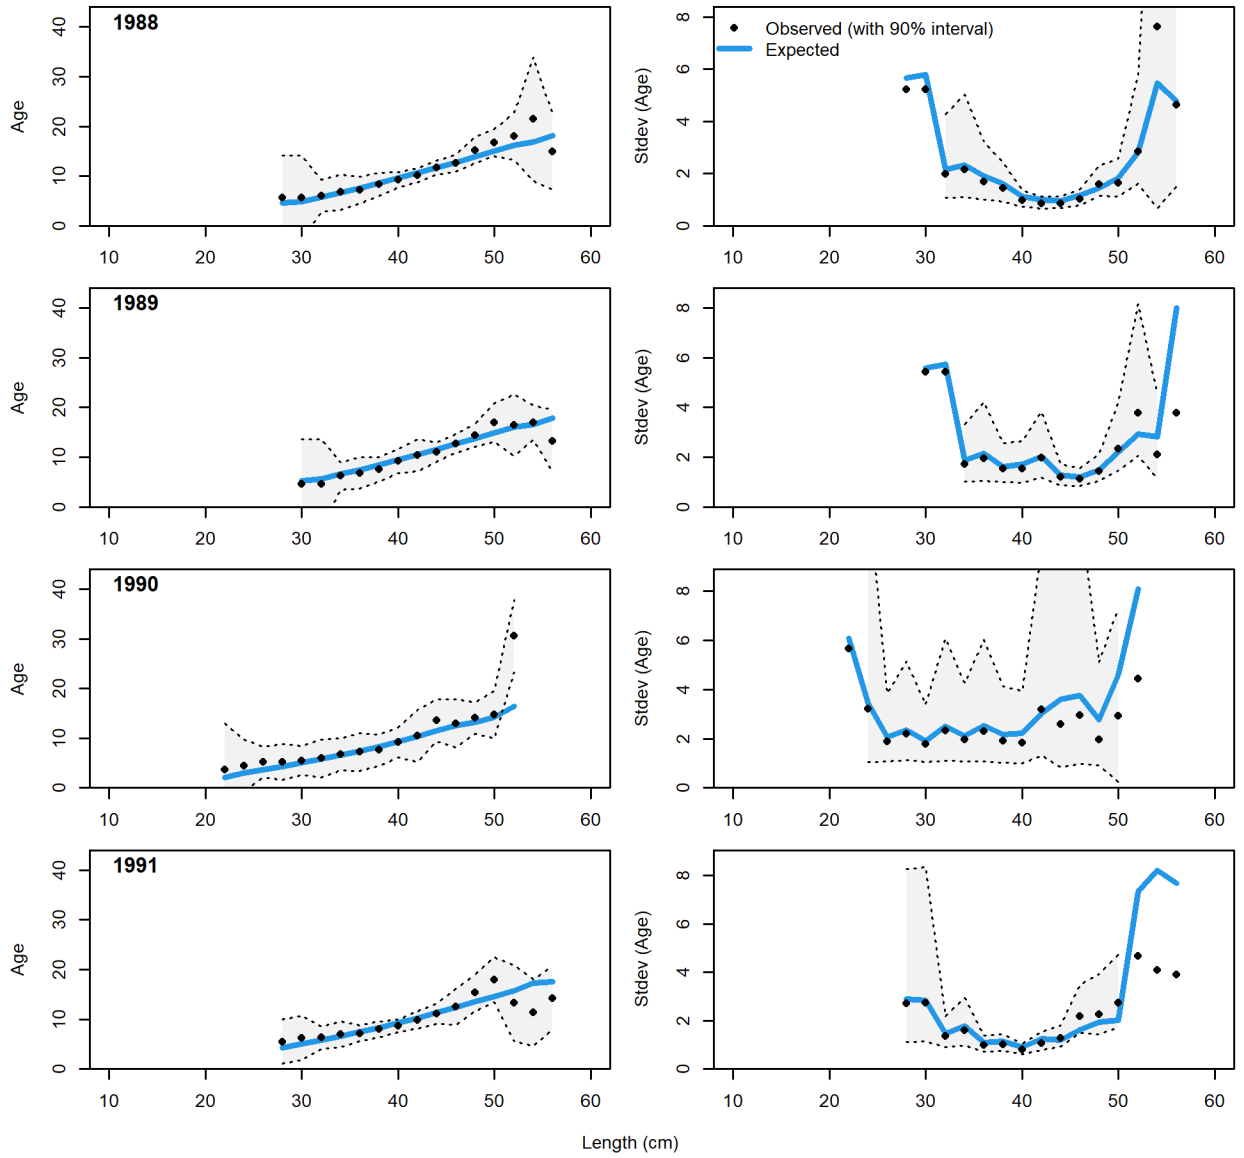 1988
Age
0 10 20 30 40
10 20 30 40 50 60
Stdev (Age)
0 2 4 6 8
Observed (with 90% interval)
Expected
10 20 30 40 50 60
1989
Age
0 10 20 30 40
10 20 30 40 50 60
Stdev (Age)
0 2 4 6 8
10 20 30 40 50 60
1990
Age
0 10 20 30 40
10 20 30 40 50 60
Stdev (Age)
0 2 4 6 8
10 20 30 40 50 60
1991
Age
0 10 20 30 40
10 20 30 40 50 60
Stdev (Age)
0 2 4 6 8
10 20 30 40 50 60
Length (cm)